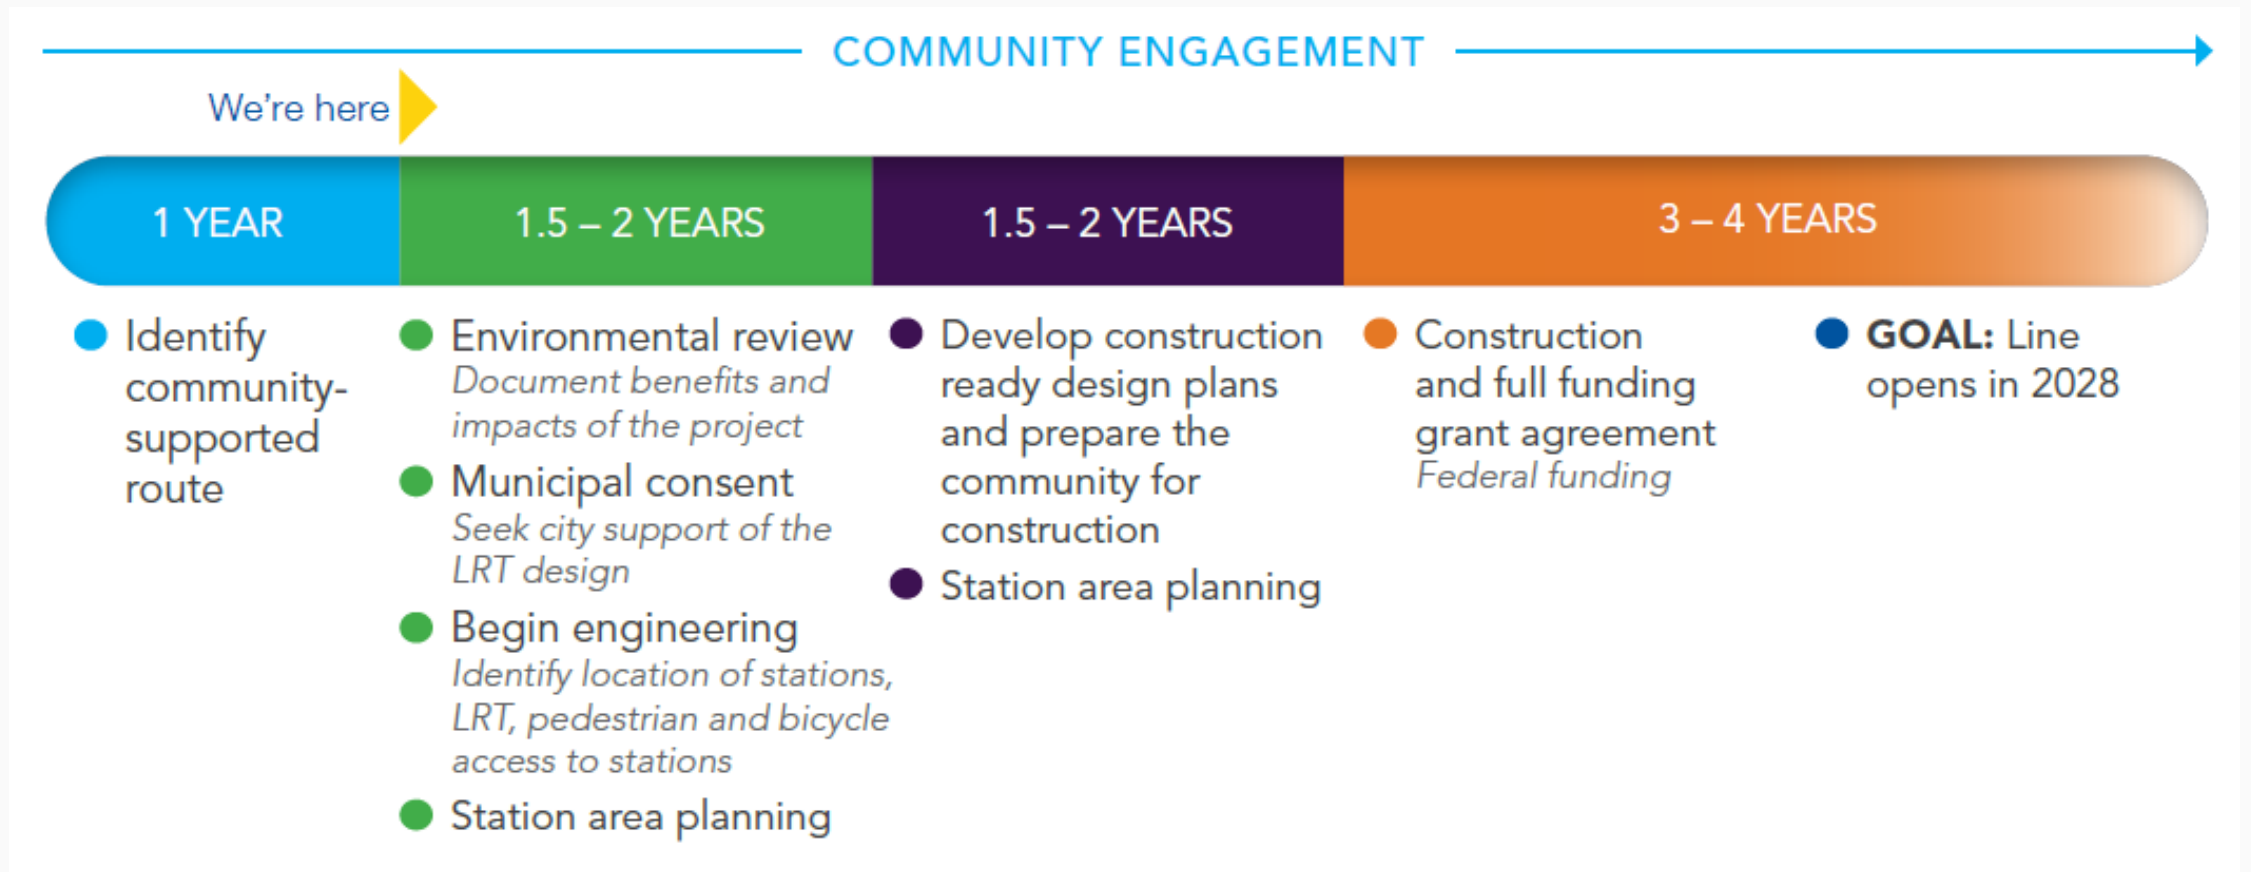 COMMUNITY ENGAGEMENT
We're here
1 YEAR
1.5 – 2 YEARS
1.5 – 2 YEARS
3 – 4 YEARS
Identify
community-
supported
route
Environmental review
Document benefits and
impacts of the project
Municipal consent
Seek city support of the
LRT design
Begin engineering
Identify location of stations,
LRT, pedestrian and bicycle
access to stations
Station area planning
Develop construction
ready design plans
and prepare the
community for
construction
Station area planning
Construction
and full funding
grant agreement
Federal funding
GOAL: Line
opens in 2028